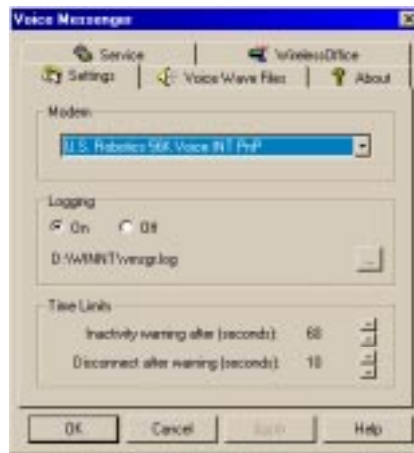 Voice Messenger
Service
WirelessOffice
Settings
Voice Wave Files
About
Modem
U.S. Robotics 56K Voice INT PnP
Logging
On Off
D:\WINNT\vmsgr.log
...
Time Limits
Inactivity warning after (seconds): 60
Disconnect after warning (seconds): 10
OK Cancel Apply Help